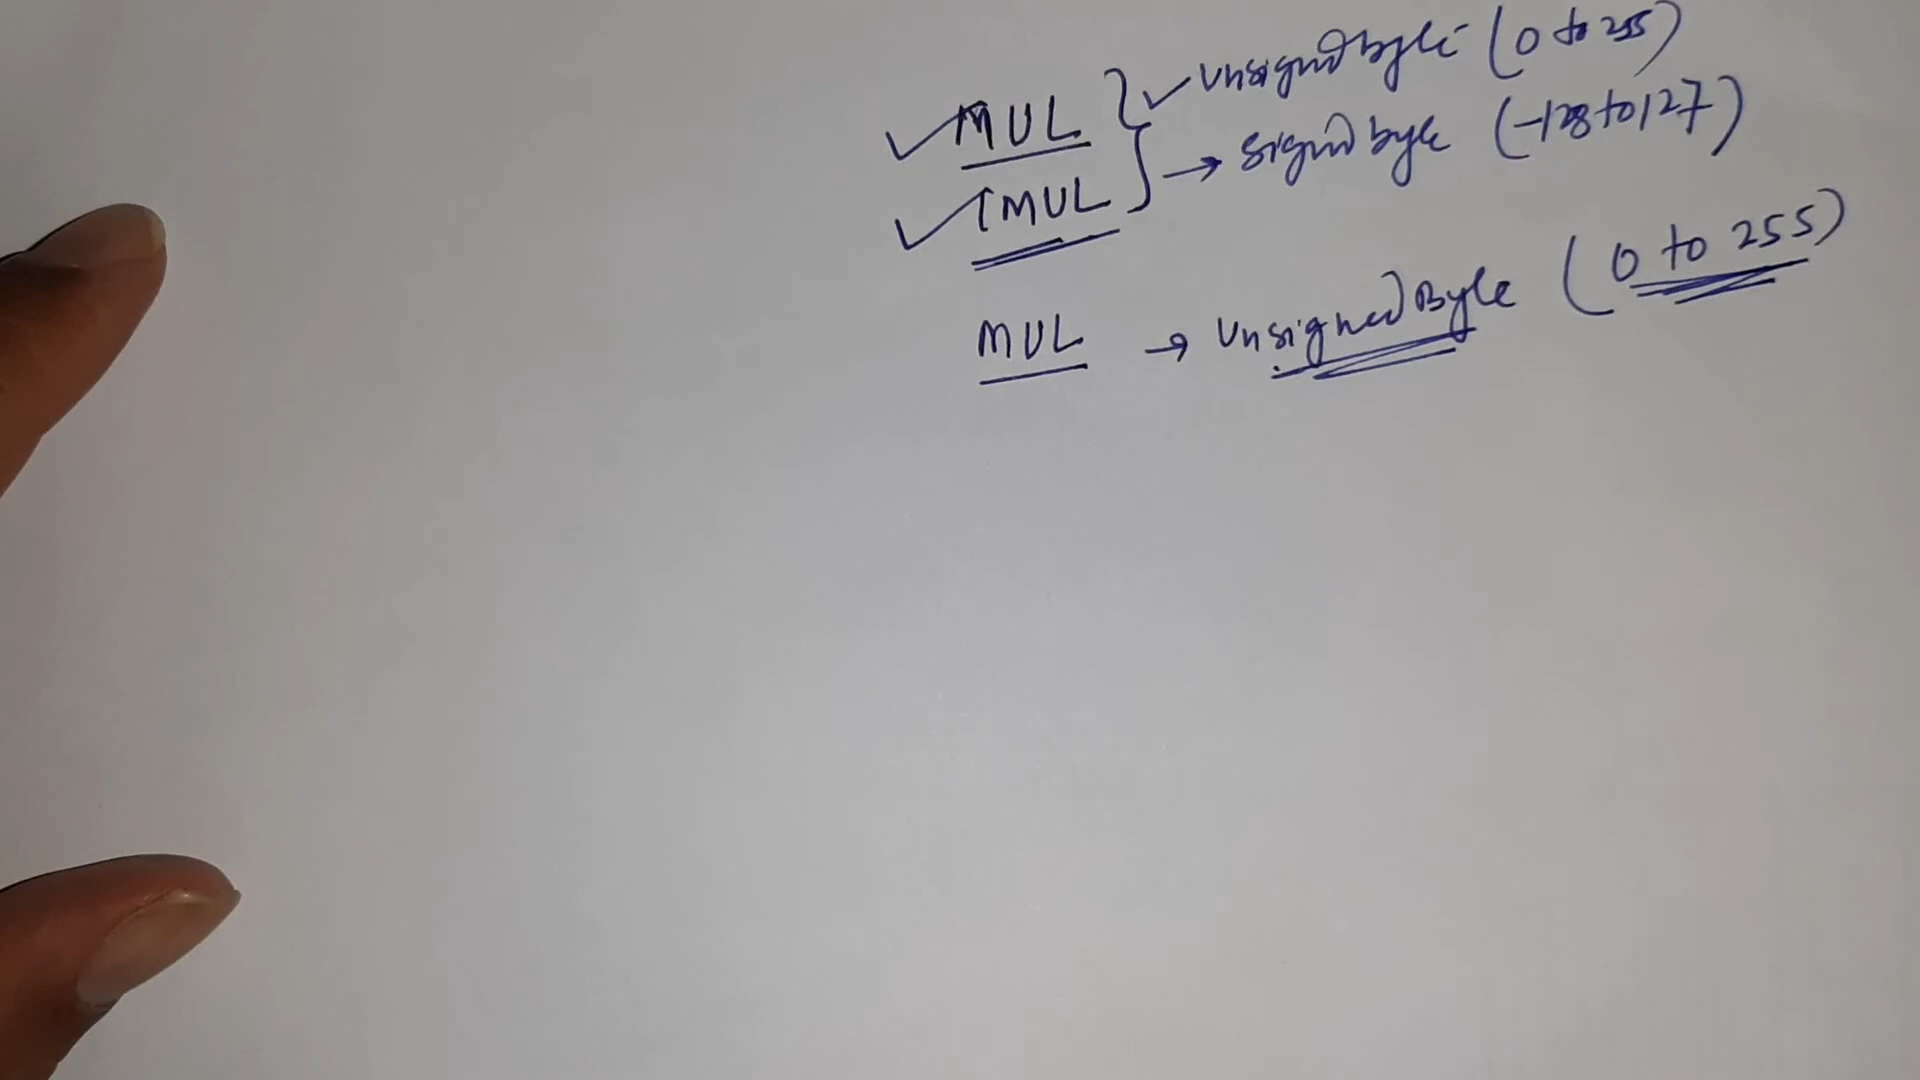 MUL } ✓ Unsigned byte (0 to 255)
IMUL → signed byte (-128 to 127)
MUL → Unsigned Byte (0 to 255)